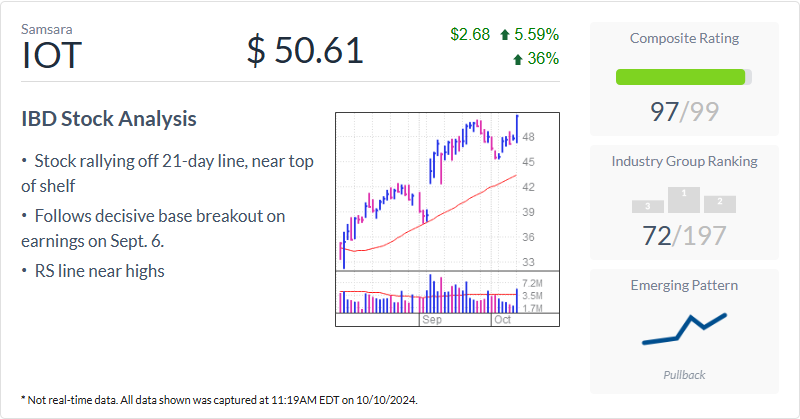 Samsara
IOT
$ 50.61
$2.68 5.59%
36%
IBD Stock Analysis
• Stock rallying off 21-day line, near top
of shelf
• Follows decisive base breakout on
earnings on Sept. 6.
• RS line near highs
48
45
42
39
36
33
7.2M
3.5M
1.7M
Sep Oct
Composite Rating
97/99
Industry Group Ranking
3 1 2
72/197
Emerging Pattern
Pullback
* Not real-time data. All data shown was captured at 11:19AM EDT on 10/10/2024.